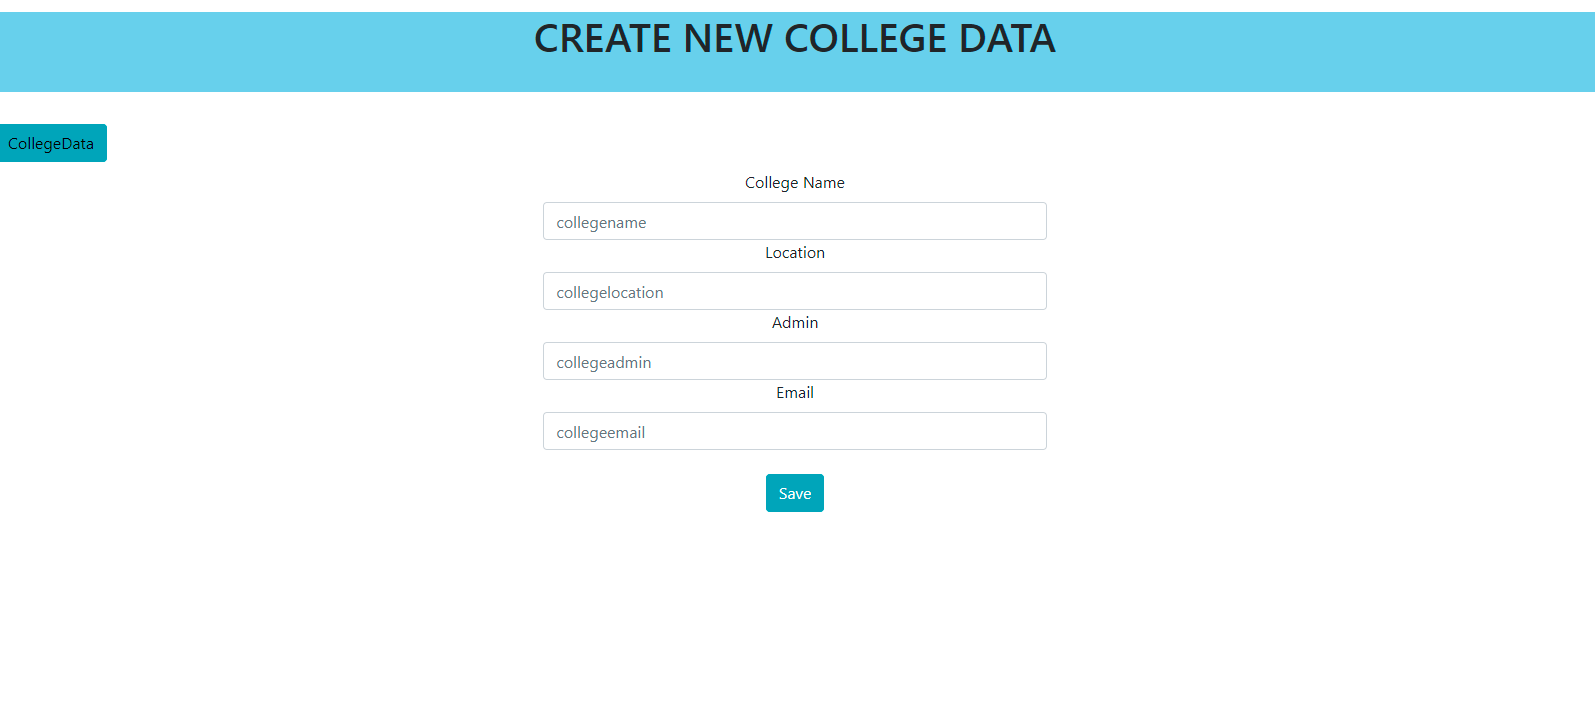 CREATE NEW COLLEGE DATA
CollegeData
College Name
collegename
Location
collegelocation
Admin
collegeadmin
Email
collegeemail
Save